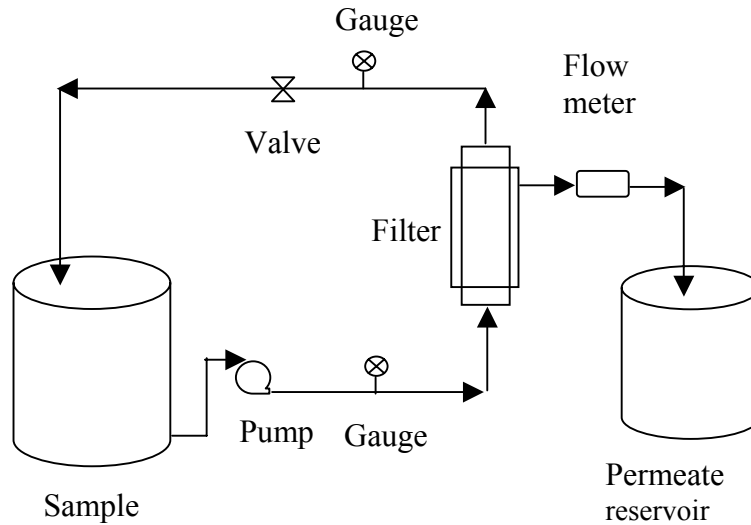 Gauge
Flow
meter
Valve
Filter
Pump
Gauge
Sample
Permeate
reservoir